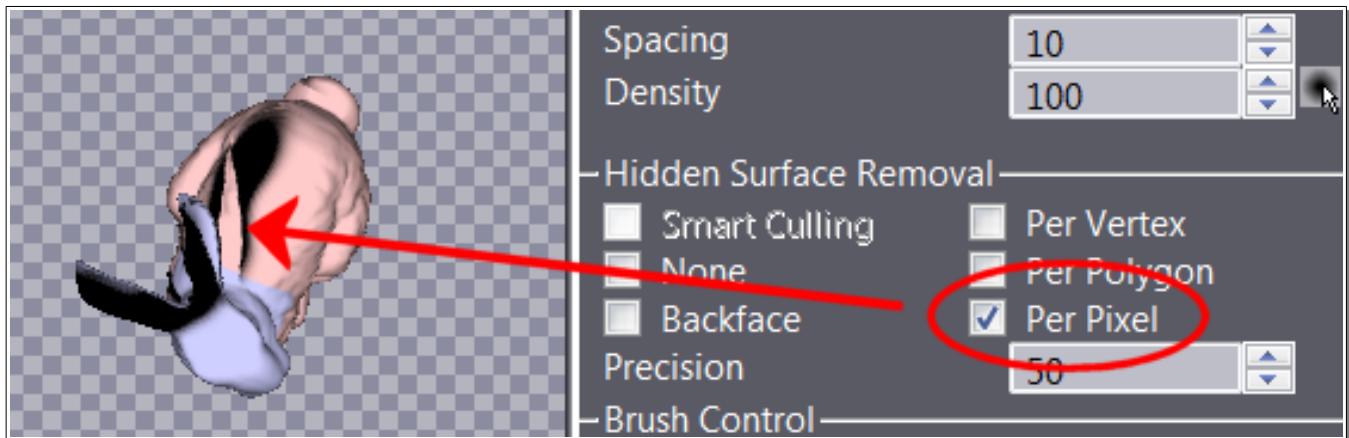 Spacing 10
Density 100
Hidden Surface Removal
Smart Culling Per Vertex
None Per Polygon
Backface Per Pixel
Precision 50
Brush Control